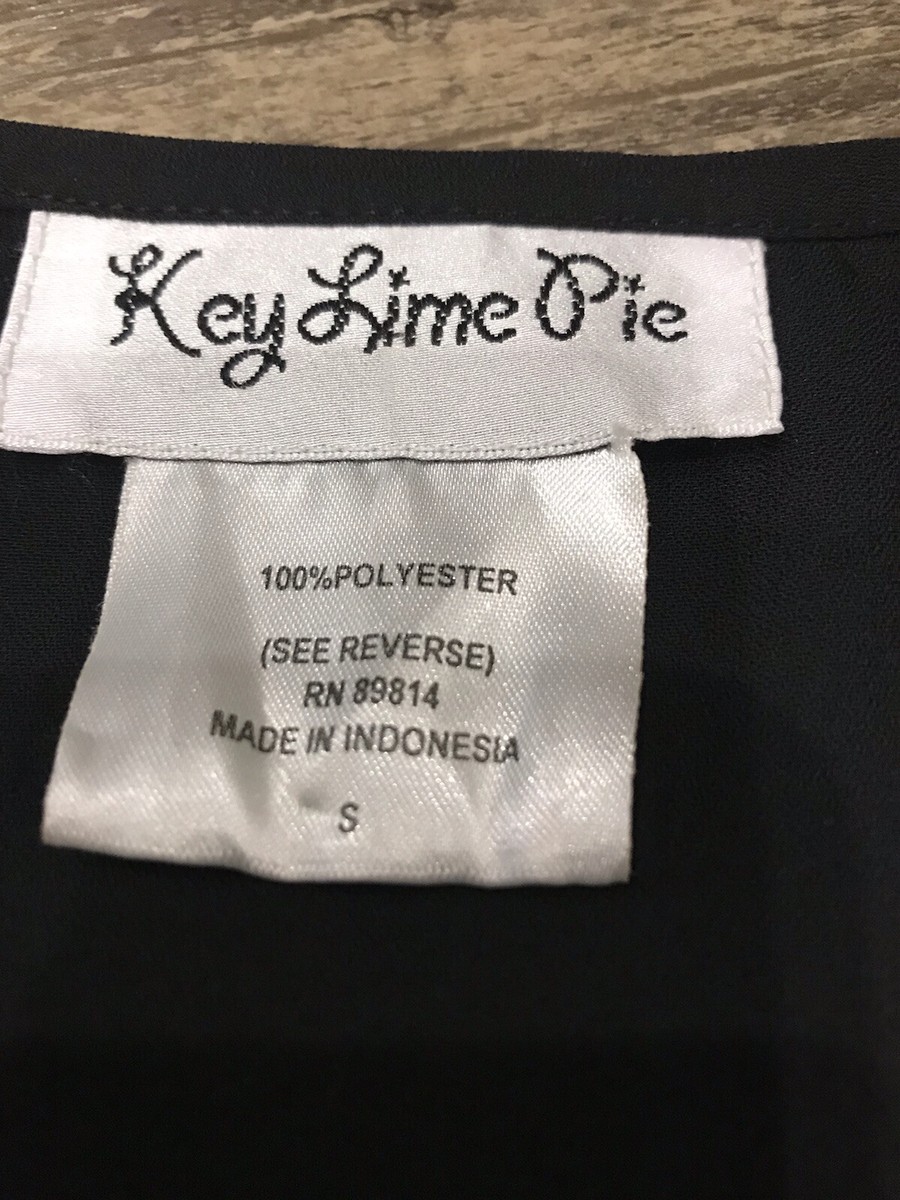 Key Lime Pie
100%POLYESTER
(SEE REVERSE)
RN 89814
MADE IN INDONESIA
S